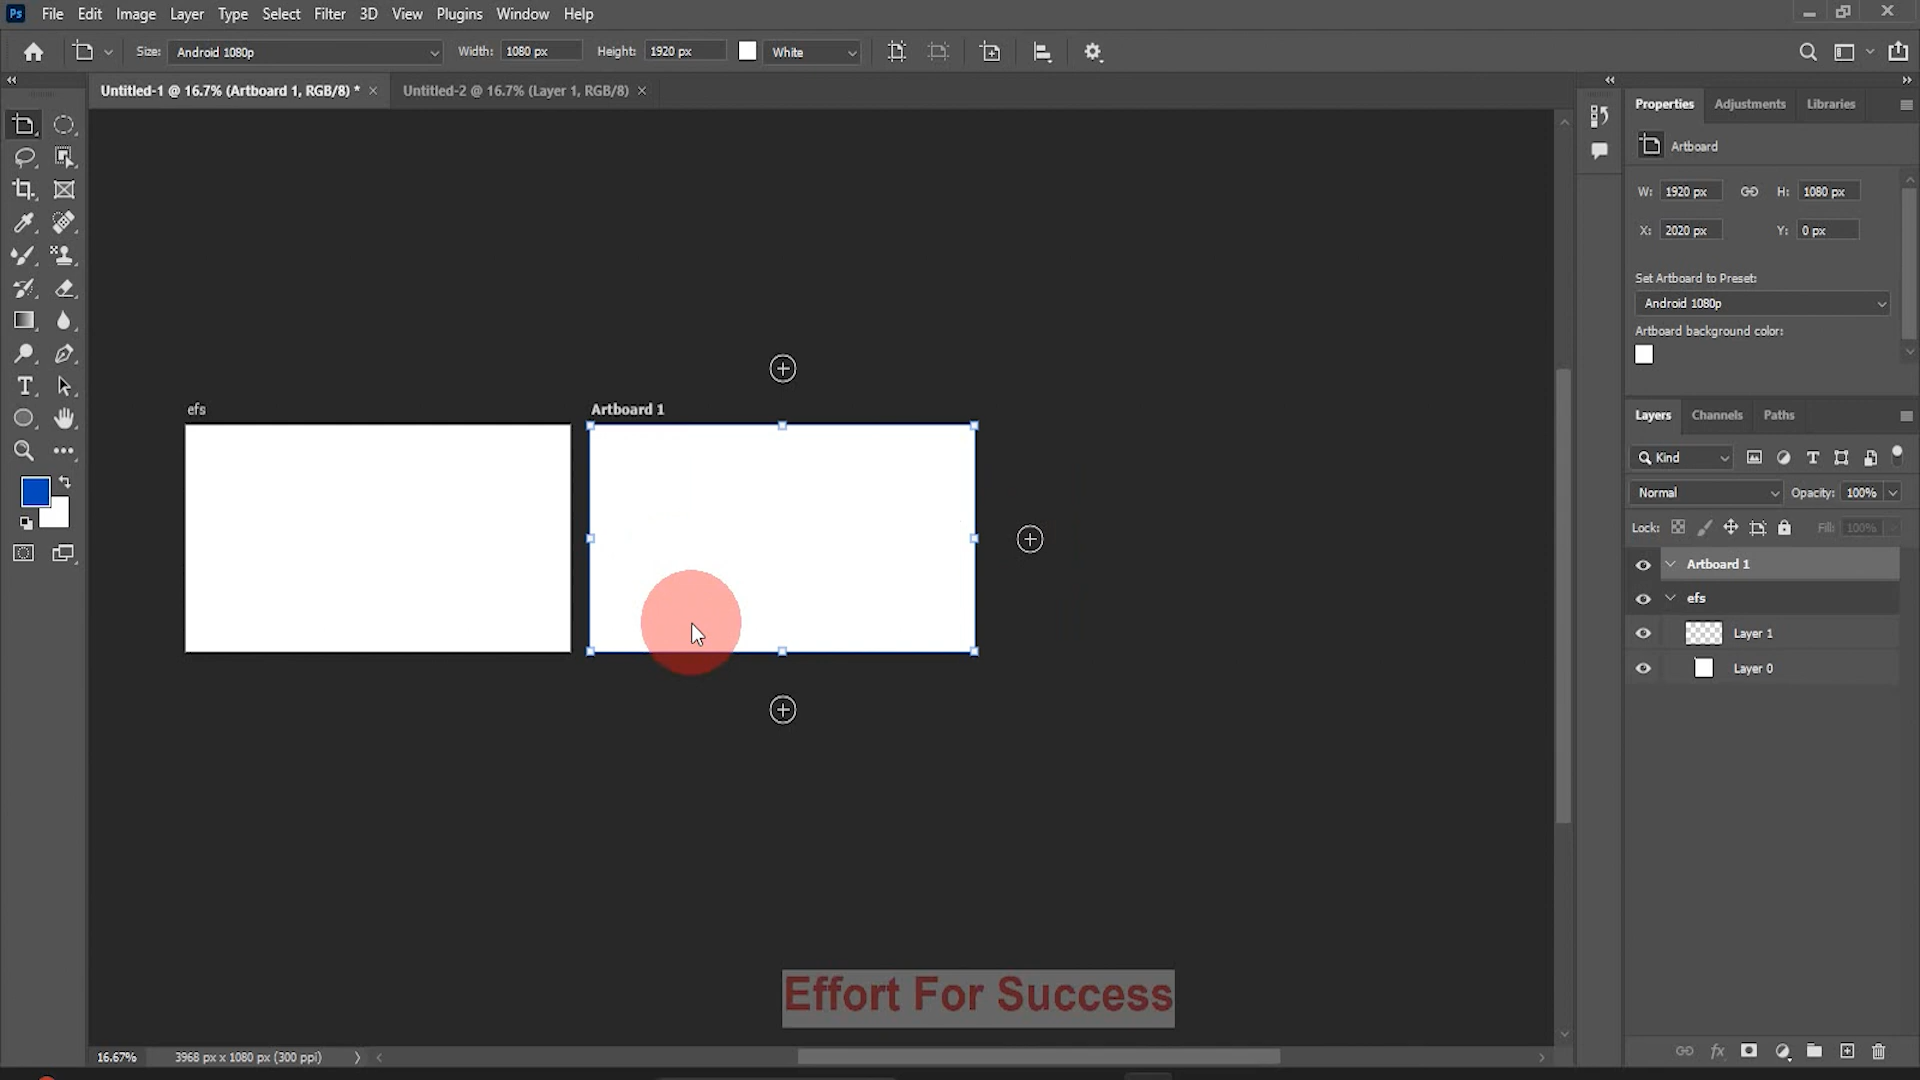 Ps File Edit Image Layer Type Select Filter 3D View Plugins Window Help
Size: Android 1080p Width: 1080 px Height: 1920 px White
Untitled-1 @ 16.7% (Artboard 1, RGB/8) * Untitled-2 @ 16.7% (Layer 1, RGB/8)
Properties Adjustments Libraries
Artboard
W: 1920 px H: 1080 px
X: 2020 px Y: 0 px
Set Artboard to Preset:
Android 1080p
Artboard background color:
efs
Artboard 1
Layers Channels Paths
Kind
Normal Opacity: 100%
Lock: Fill: 100%
Artboard 1
efs
Layer 1
Layer 0
Effort For Success
16.67% 3968 px x 1080 px (300 ppi)